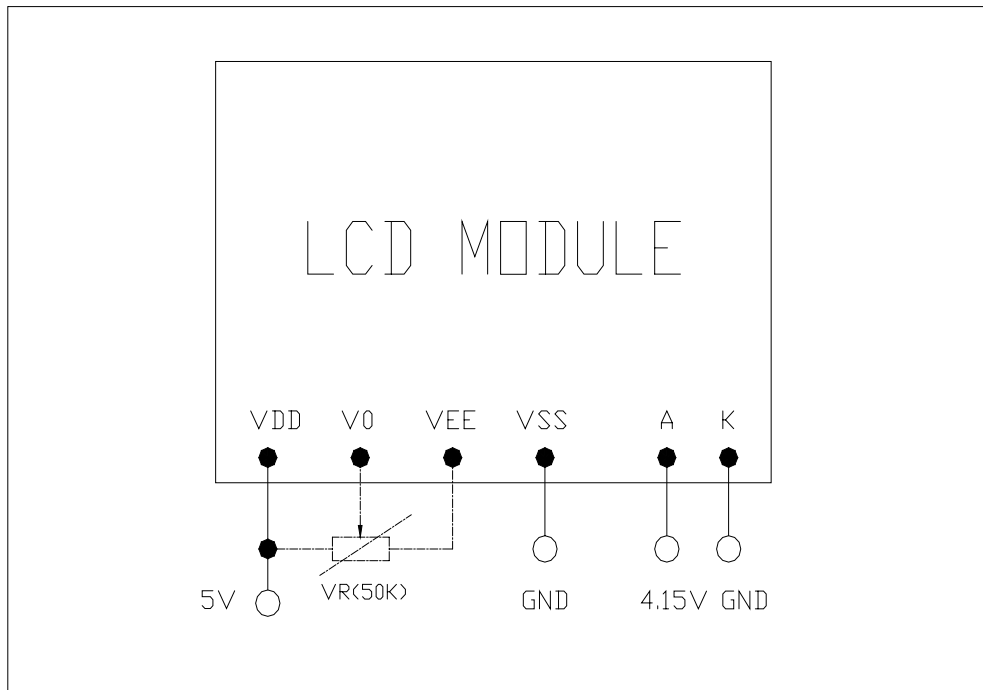 LCD MODULE
VDD V0 VEE VSS A K
VR(50K)
5V GND 4.15V GND